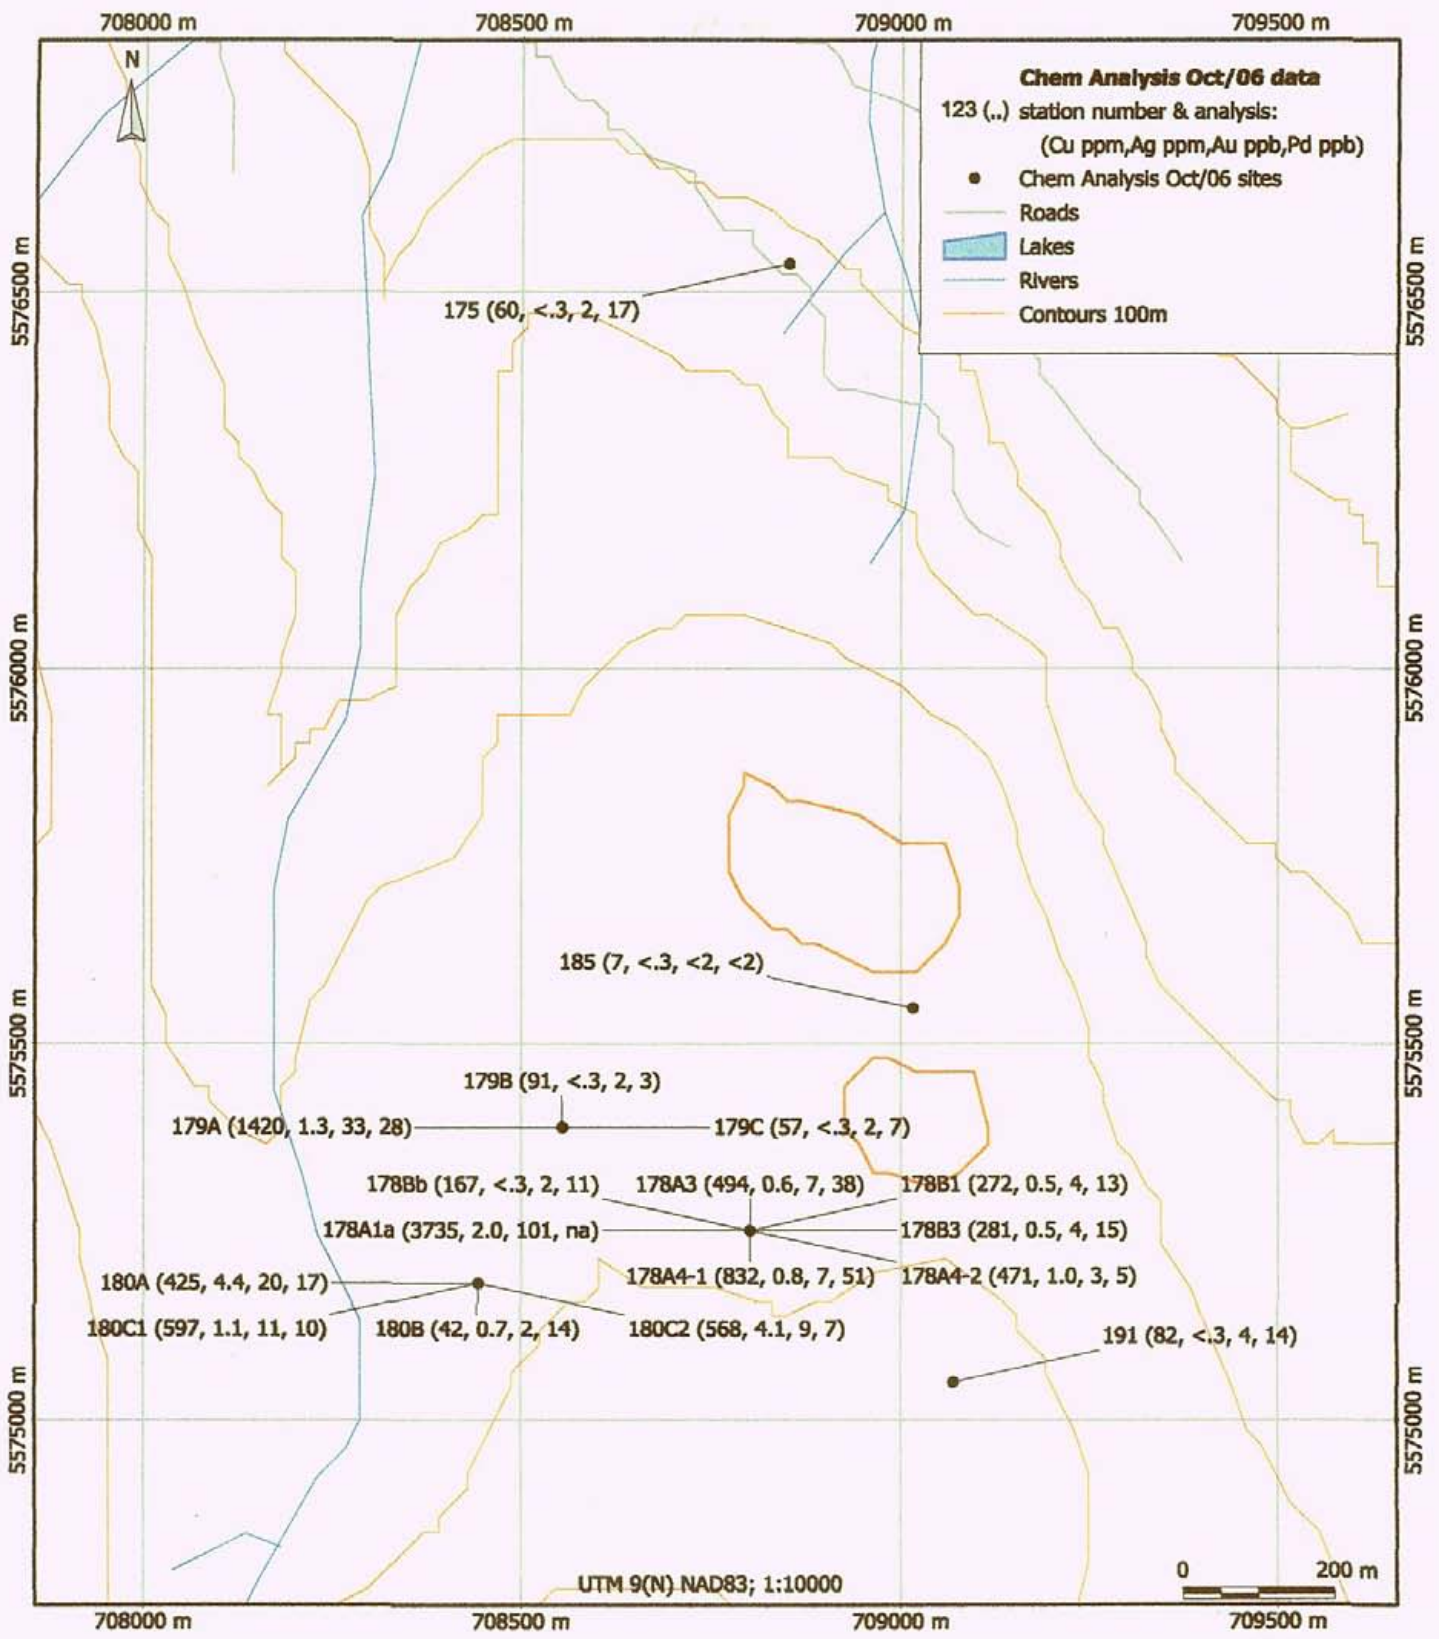 708000 m 708500 m 709000 m 709500 m
N
Chem Analysis Oct/06 data
123 (..) station number & analysis:
(Cu ppm,Ag ppm,Au ppb,Pd ppb)
Chem Analysis Oct/06 sites
Roads
Lakes
Rivers
Contours 100m
5576500 m 5576500 m
175 (60, <.3, 2, 17)
5576000 m 5576000 m
185 (7, <.3, <2, <2)
5575500 m 5575500 m
179B (91, <.3, 2, 3)
179A (1420, 1.3, 33, 28) 179C (57, <.3, 2, 7)
178Bb (167, <.3, 2, 11) 178A3 (494, 0.6, 7, 38) 178B1 (272, 0.5, 4, 13)
178A1a (3735, 2.0, 101, na) 178B3 (281, 0.5, 4, 15)
180A (425, 4.4, 20, 17) 178A4-1 (832, 0.8, 7, 51) 178A4-2 (471, 1.0, 3, 5)
180C1 (597, 1.1, 11, 10) 180B (42, 0.7, 2, 14) 180C2 (568, 4.1, 9, 7)
191 (82, <.3, 4, 14)
5575000 m 5575000 m
0 200 m
UTM 9(N) NAD83; 1:10000
708000 m 708500 m 709000 m 709500 m